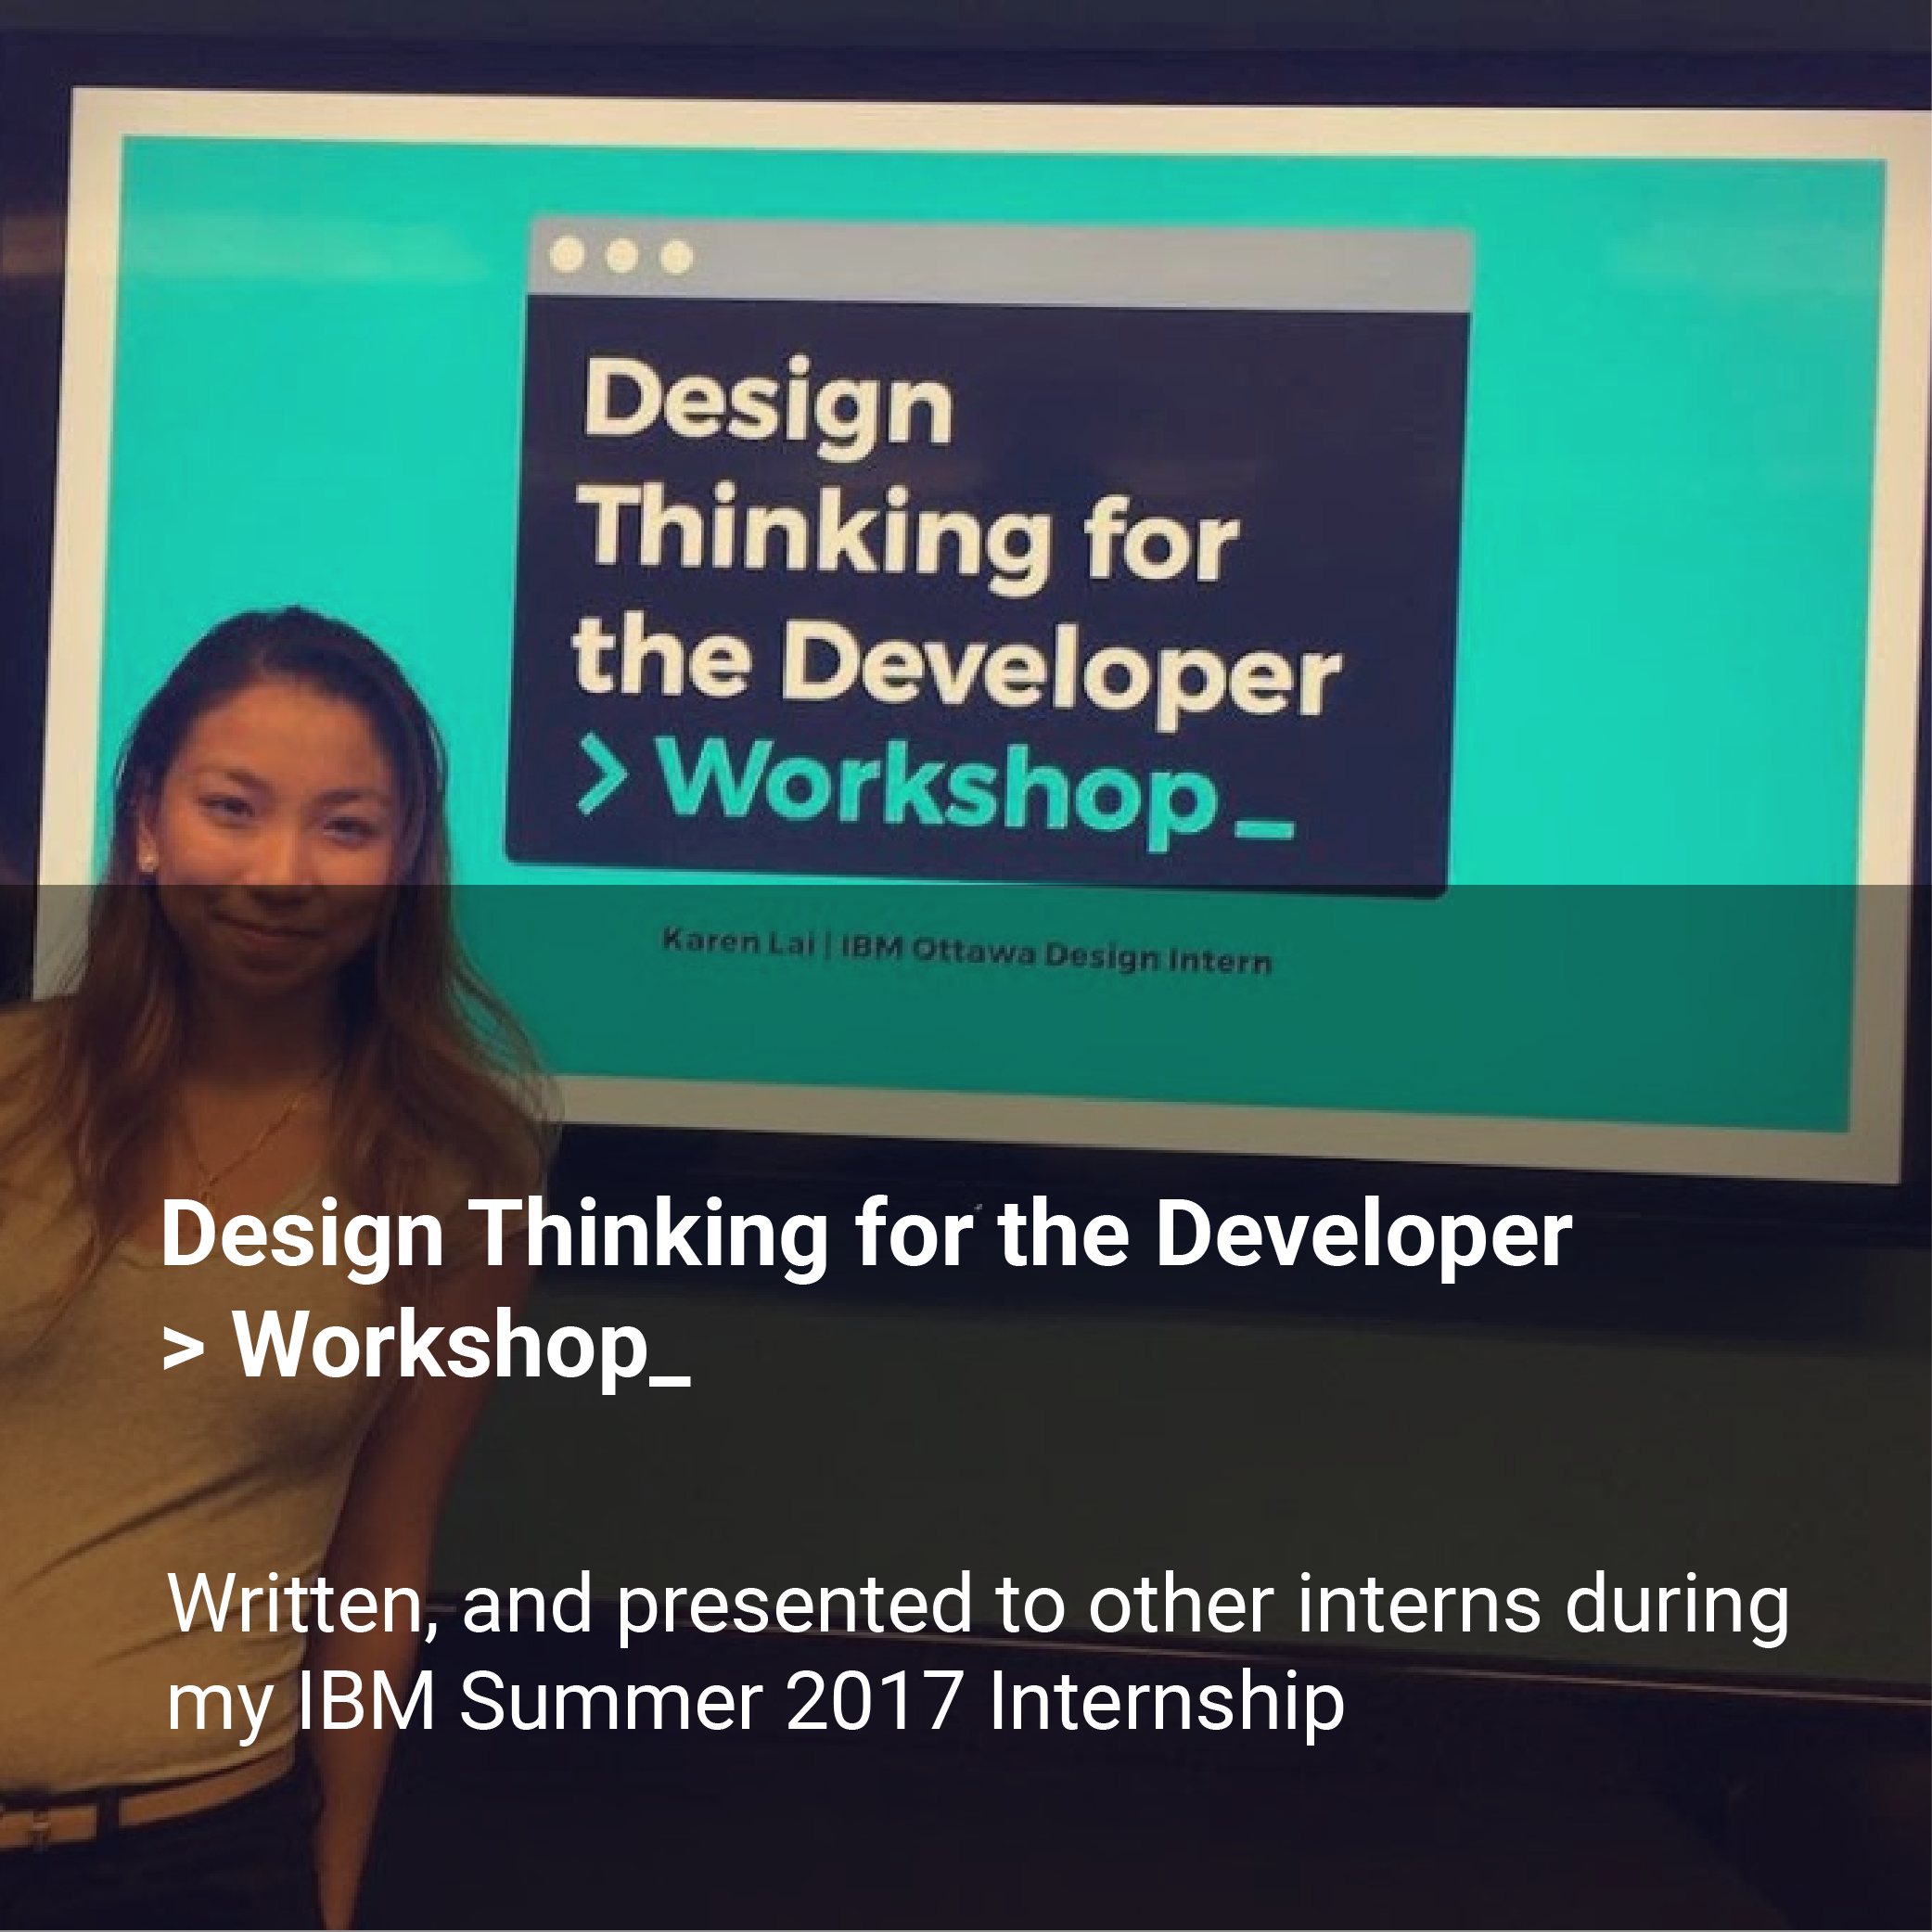 Design
Thinking for
the Developer
> Workshop_
Karen Lai | IBM Ottawa Design Intern
Design Thinking for the Developer
> Workshop_
Written, and presented to other interns during
my IBM Summer 2017 Internship